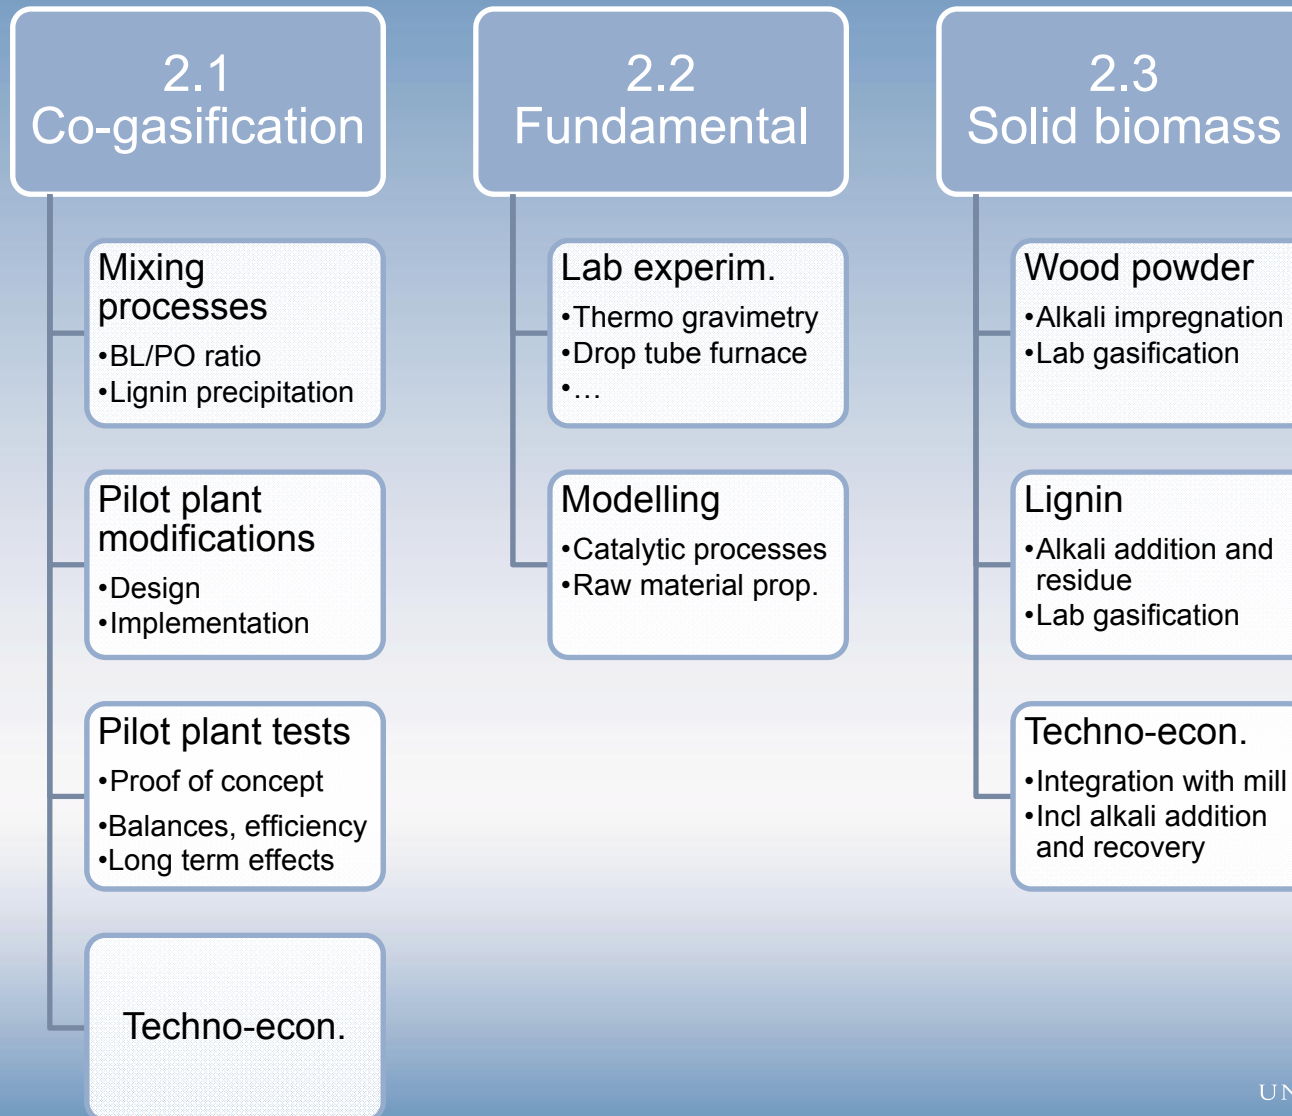 2.1
Co-gasification
Mixing
processes
•BL/PO ratio
•Lignin precipitation
Pilot plant
modifications
•Design
•Implementation
Pilot plant tests
•Proof of concept
•Balances, efficiency
•Long term effects
Techno-econ.
2.2
Fundamental
Lab experim.
•Thermo gravimetry
•Drop tube furnace
•…
Modelling
•Catalytic processes
•Raw material prop.
2.3
Solid biomass
Wood powder
•Alkali impregnation
•Lab gasification
Lignin
•Alkali addition and
residue
•Lab gasification
Techno-econ.
•Integration with mill
•Incl alkali addition
and recovery